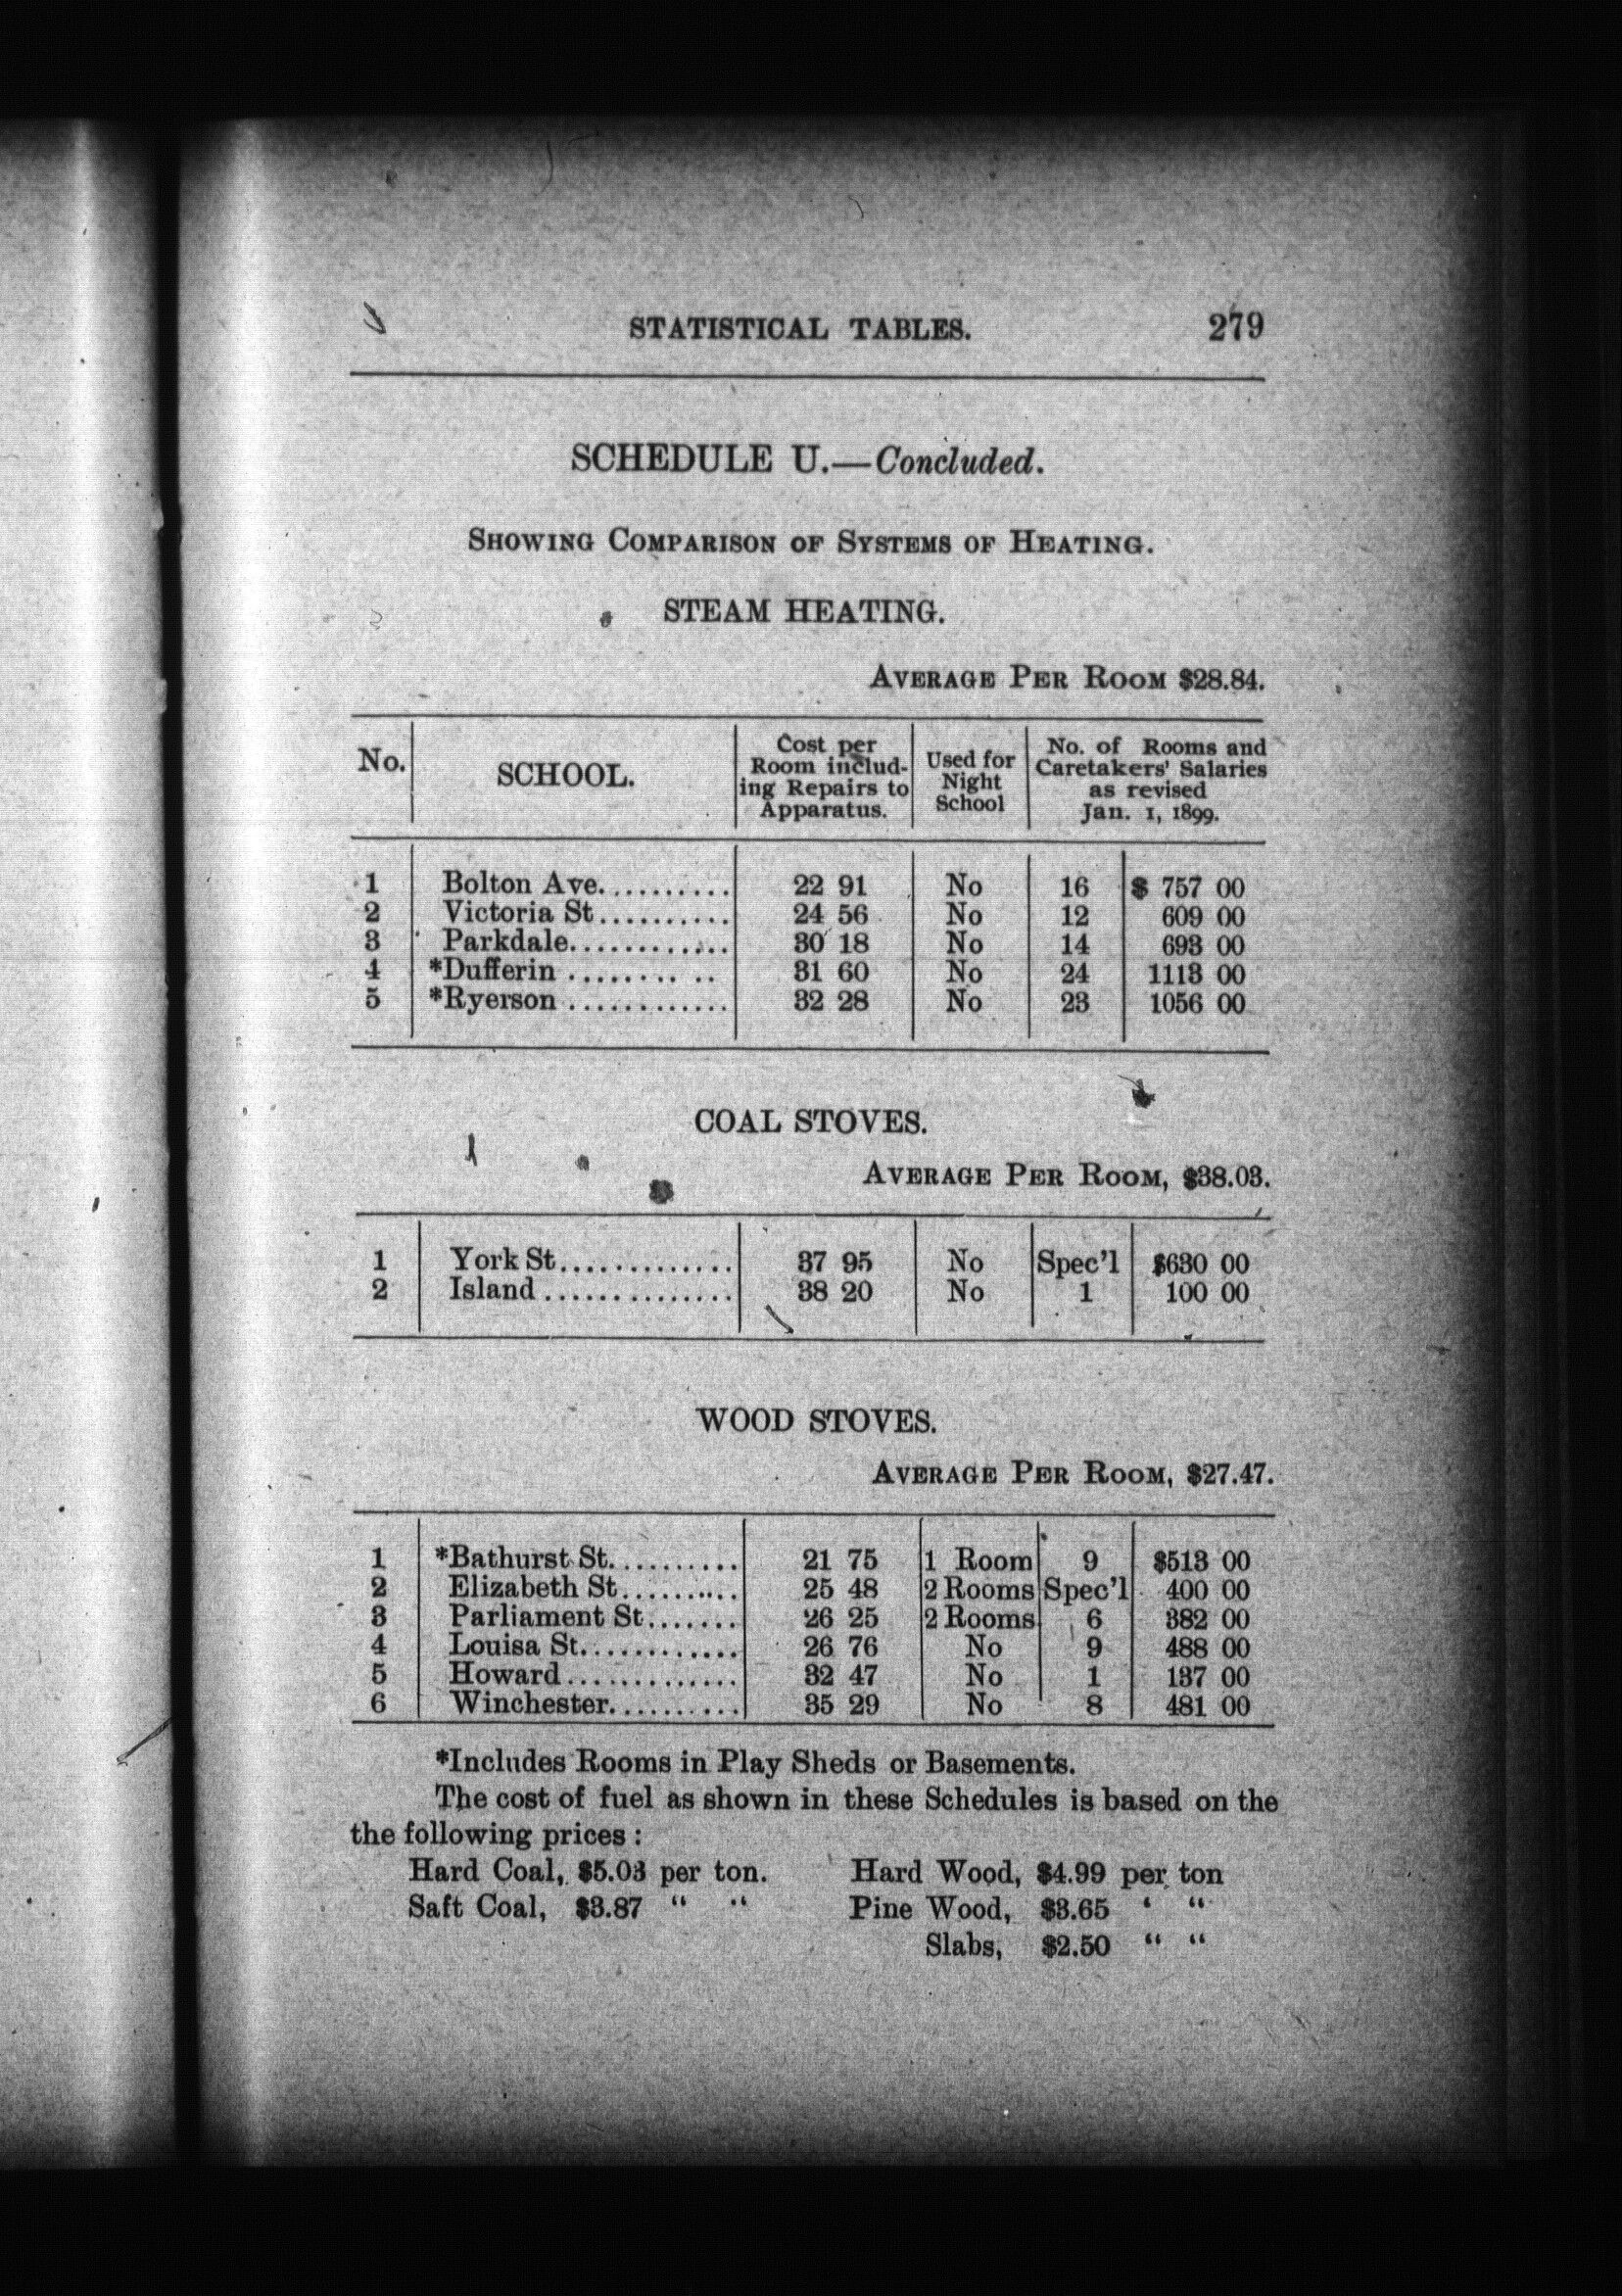 STATISTICAL TABLES. 279
SCHEDULE U.—Concluded.
SHOWING COMPARISON OF SYSTEMS OF HEATING.
STEAM HEATING.
AVERAGE PER ROOM $28.84.
No. SCHOOL. Cost per Room includ- ing Repairs to Apparatus. Used for Night School No. of Rooms and Caretakers' Salaries as revised Jan. 1, 1899.
1 Bolton Ave.......... 22 91 No 16 $ 757 00
2 Victoria St.......... 24 56 No 12 609 00
3 Parkdale............ 30 18 No 14 693 00
4 *Dufferin ........ .. 31 60 No 24 1113 00
5 *Ryerson ............ 32 28 No 23 1056 00
COAL STOVES.
AVERAGE PER ROOM, $38.03.
1 York St............. 37 95 No Spec'l $630 00
2 Island .............. 38 20 No 1 100 00
WOOD STOVES.
AVERAGE PER ROOM, $27.47.
1 *Bathurst St.......... 21 75 1 Room 9 $513 00
2 Elizabeth St......... 25 48 2 Rooms Spec'l 400 00
3 Parliament St....... 26 25 2 Rooms 6 382 00
4 Louisa St............ 26 76 No 9 488 00
5 Howard............. 32 47 No 1 137 00
6 Winchester.......... 35 29 No 8 481 00
*Includes Rooms in Play Sheds or Basements.
The cost of fuel as shown in these Schedules is based on the
the following prices :
Hard Coal, $5.03 per ton. Hard Wood, $4.99 per ton
Saft Coal, $3.87 " " Pine Wood, $3.65 ' "
Slabs, $2.50 " "